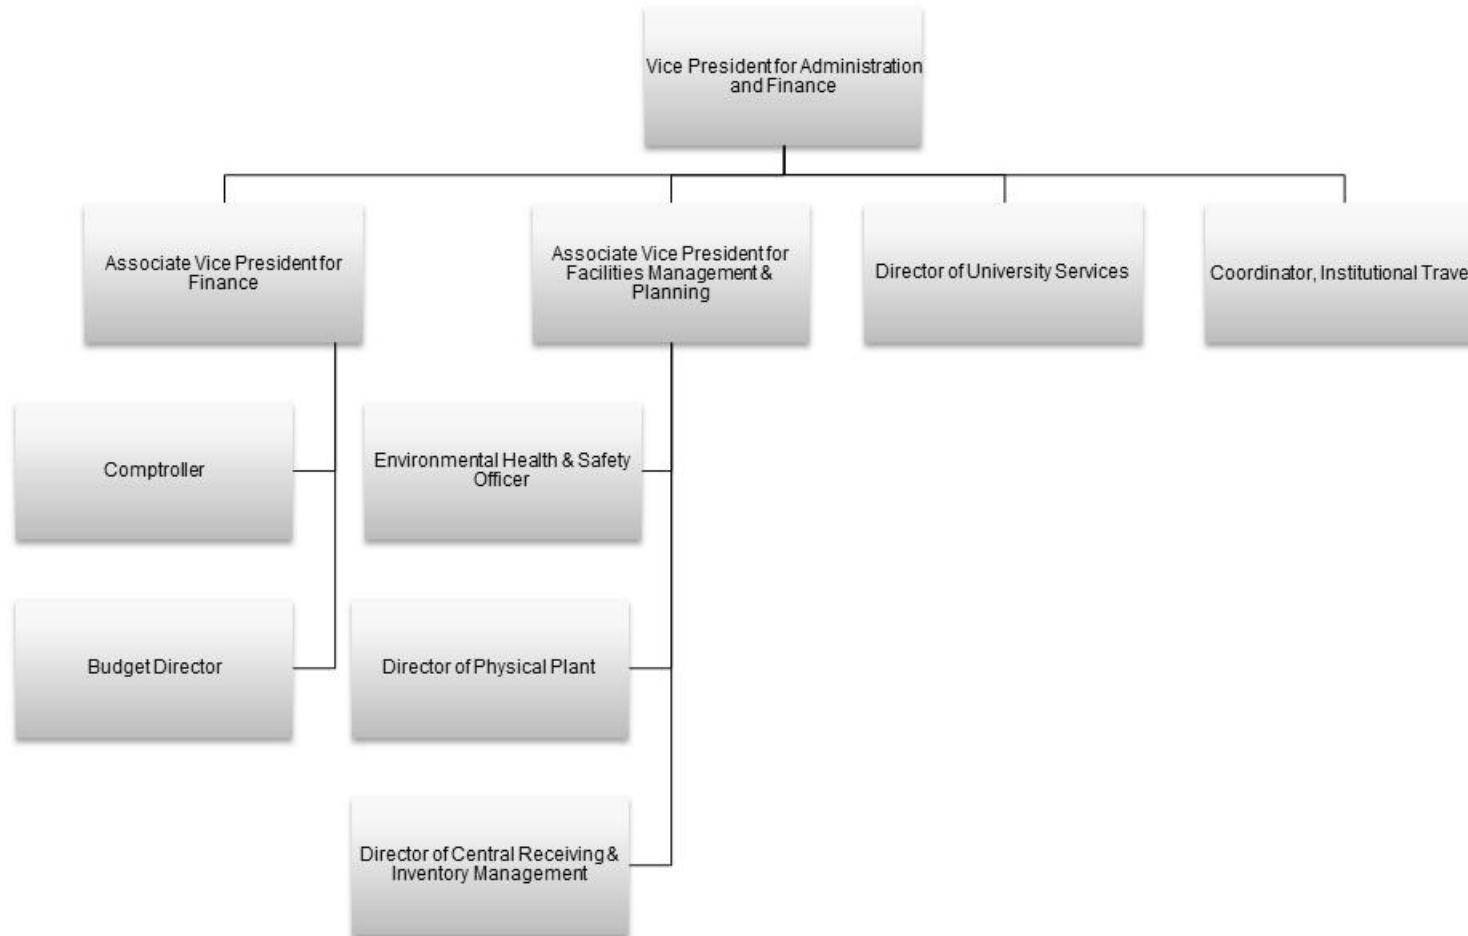 Vice President for Administration
and Finance
Associate Vice President for
Finance
Associate Vice President for
Facilities Management &
Planning
Director of University Services
Coordinator, Institutional Trave
Comptroller
Environmental Health & Safety
Officer
Budget Director
Director of Physical Plant
Director of Central Receiving &
Inventory Management